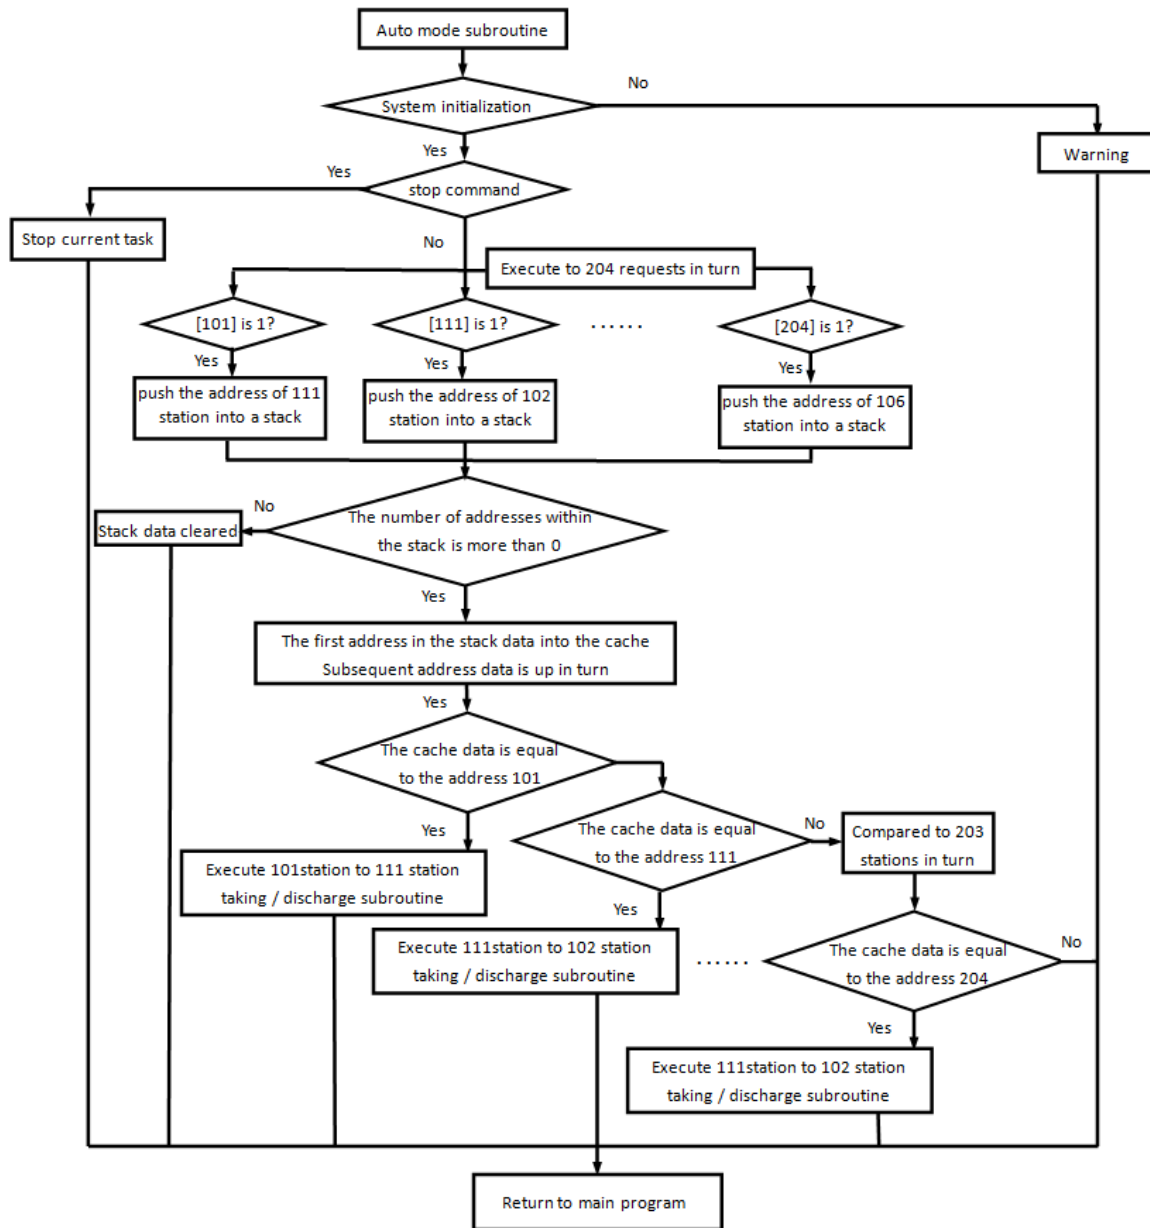 Auto mode subroutine
No
System initialization
Yes
Warning
Yes
stop command
Stop current task
No
Execute to 204 requests in turn
[101] is 1?
[111] is 1?
......
[204] is 1?
Yes
Yes
Yes
push the address of 111
station into a stack
push the address of 102
station into a stack
push the address of 106
station into a stack
No
The number of addresses within
the stack is more than 0
Stack data cleared
Yes
The first address in the stack data into the cache
Subsequent address data is up in turn
Yes
The cache data is equal
to the address 101
Yes
The cache data is equal
to the address 111
No
Compared to 203
stations in turn
Execute 101station to 111 station
taking / discharge subroutine
Yes
Execute 111station to 102 station
taking / discharge subroutine
......
The cache data is equal
to the address 204
No
Yes
Execute 111station to 102 station
taking / discharge subroutine
Return to main program